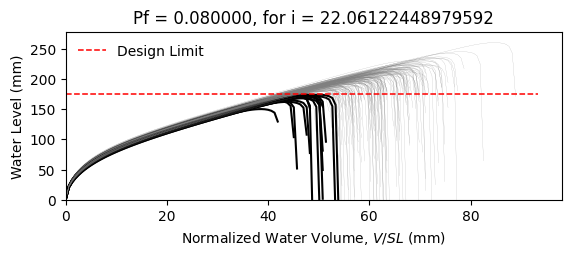 Pf = 0.080000, for i = 22.06122448979592
Design Limit
Water Level (mm)
250
200
150
100
50
0
0 20 40 60 80
Normalized Water Volume, V/SL (mm)